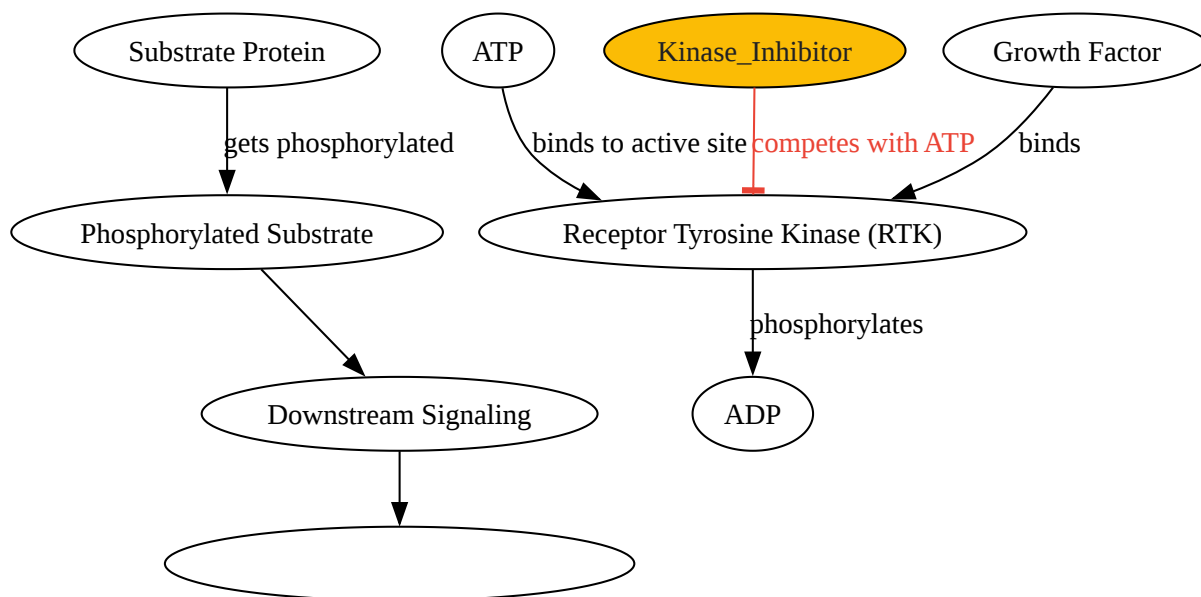 Substrate Protein
ATP
Kinase_Inhibitor
Growth Factor
gets phosphorylated
binds to active site
competes with ATP
binds
Phosphorylated Substrate
Receptor Tyrosine Kinase (RTK)
phosphorylates
Downstream Signaling
ADP